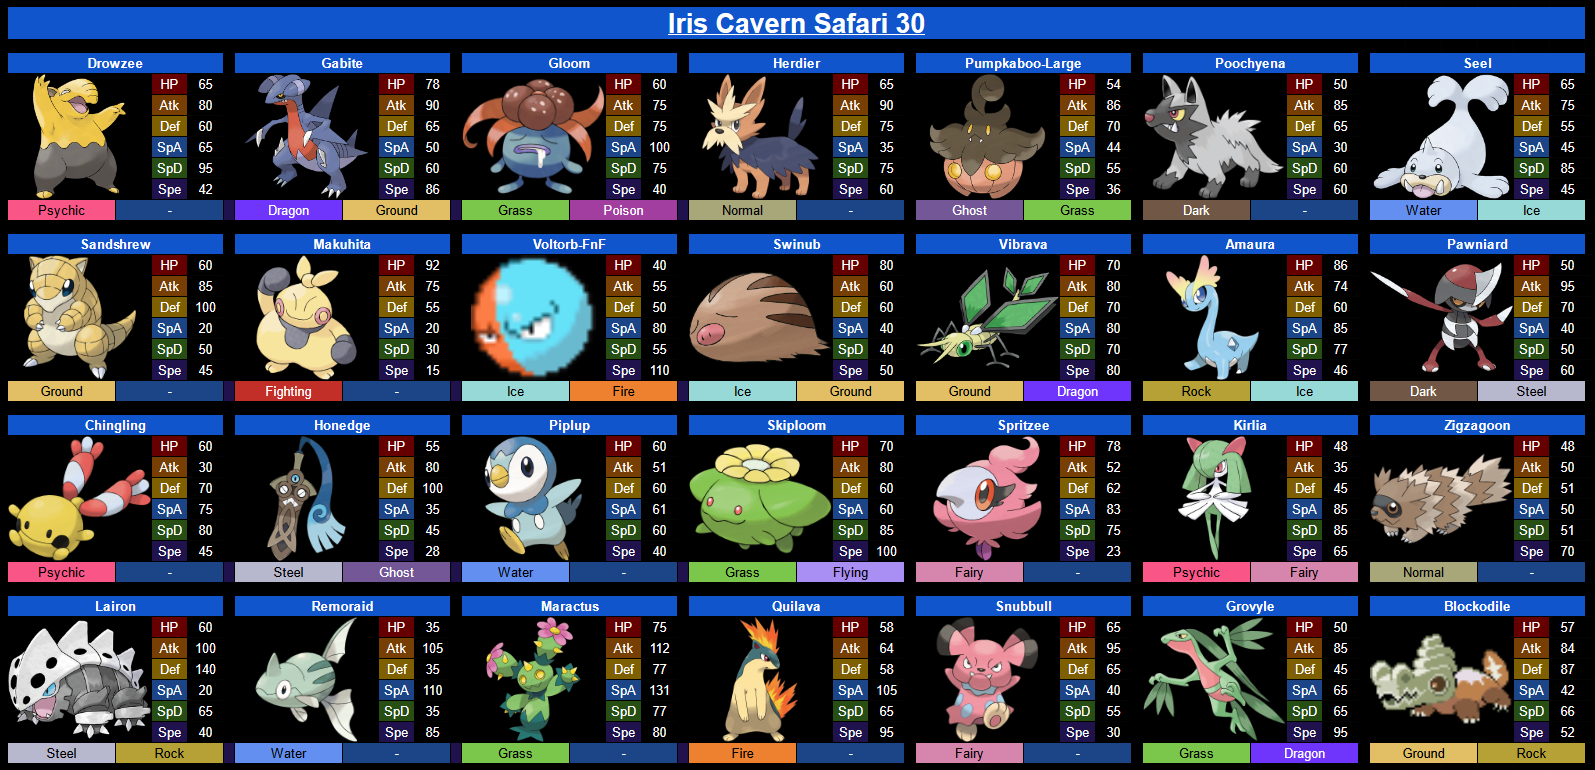 Iris Cavern Safari 30
Drowzee Gabite Gloom Herdier Pumpkaboo-Large Poochyena Seel
HP 65 HP 78 HP 60 HP 65 HP 54 HP 50 HP 65
Atk 80 Atk 90 Atk 75 Atk 90 Atk 86 Atk 85 Atk 75
Def 60 Def 65 Def 75 Def 75 Def 70 Def 65 Def 55
SpA 65 SpA 50 SpA 100 SpA 35 SpA 44 SpA 30 SpA 45
SpD 95 SpD 60 SpD 75 SpD 75 SpD 55 SpD 60 SpD 85
Spe 42 Spe 86 Spe 40 Spe 60 Spe 36 Spe 60 Spe 45
Psychic - Dragon Ground Grass Poison Normal - Ghost Grass Dark - Water Ice
Sandshrew Makuhita Voltorb-FnF Swinub Vibrava Amaura Pawniard
HP 60 HP 92 HP 40 HP 80 HP 70 HP 86 HP 50
Atk 85 Atk 75 Atk 55 Atk 60 Atk 80 Atk 74 Atk 95
Def 100 Def 55 Def 50 Def 60 Def 70 Def 60 Def 70
SpA 20 SpA 20 SpA 80 SpA 40 SpA 80 SpA 85 SpA 40
SpD 50 SpD 30 SpD 55 SpD 40 SpD 70 SpD 77 SpD 50
Spe 45 Spe 15 Spe 110 Spe 50 Spe 80 Spe 46 Spe 60
Ground - Fighting - Ice Fire Ice Ground Ground Dragon Rock Ice Dark Steel
Chingling Honedge Piplup Skiploom Spritzee Kirlia Zigzagoon
HP 60 HP 55 HP 60 HP 70 HP 78 HP 48 HP 48
Atk 30 Atk 80 Atk 51 Atk 80 Atk 52 Atk 35 Atk 50
Def 70 Def 100 Def 60 Def 60 Def 62 Def 45 Def 51
SpA 75 SpA 35 SpA 61 SpA 60 SpA 83 SpA 85 SpA 50
SpD 80 SpD 45 SpD 60 SpD 85 SpD 75 SpD 85 SpD 51
Spe 45 Spe 28 Spe 40 Spe 100 Spe 23 Spe 65 Spe 70
Psychic - Steel Ghost Water - Grass Flying Fairy - Psychic Fairy Normal -
Lairon Remoraid Maractus Quilava Snubbull Grovyle Blockodile
HP 60 HP 35 HP 75 HP 58 HP 65 HP 50 HP 57
Atk 100 Atk 105 Atk 112 Atk 64 Atk 95 Atk 85 Atk 84
Def 140 Def 35 Def 77 Def 58 Def 65 Def 45 Def 87
SpA 20 SpA 110 SpA 131 SpA 105 SpA 40 SpA 65 SpA 42
SpD 65 SpD 35 SpD 77 SpD 65 SpD 55 SpD 65 SpD 66
Spe 40 Spe 85 Spe 80 Spe 95 Spe 30 Spe 95 Spe 52
Steel Rock Water - Grass - Fire - Fairy - Grass Dragon Ground Rock